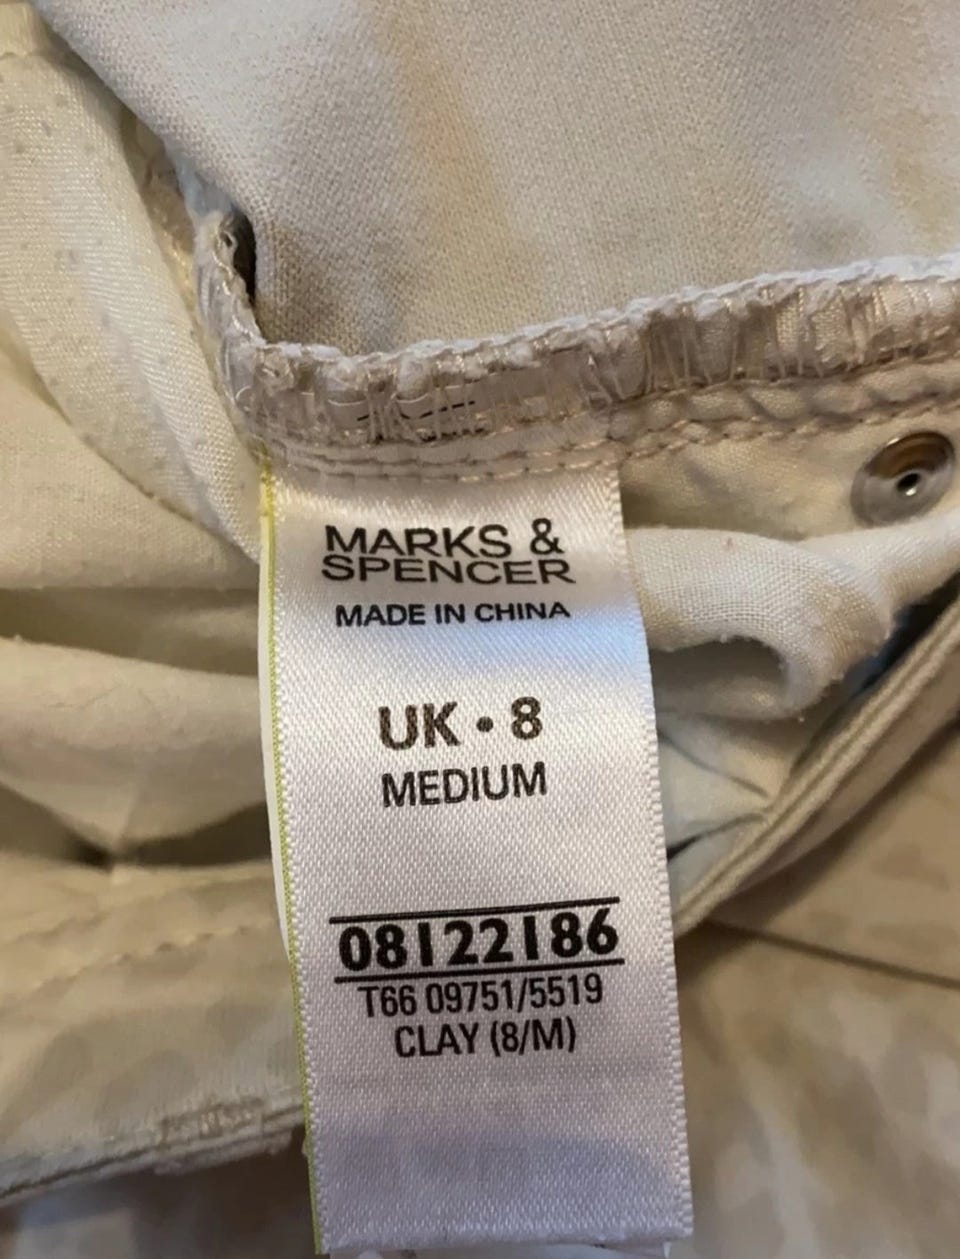 MARKS &
SPENCER
MADE IN CHINA
UK • 8
MEDIUM
08122186
T66 09751/5519
CLAY (8/M)